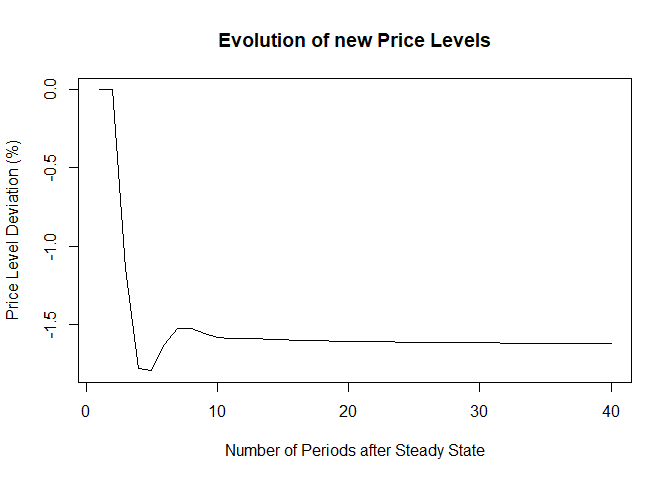 Evolution of new Price Levels
Price Level Deviation (%)
0.0
-0.5
-1.0
-1.5
0 10 20 30 40
Number of Periods after Steady State